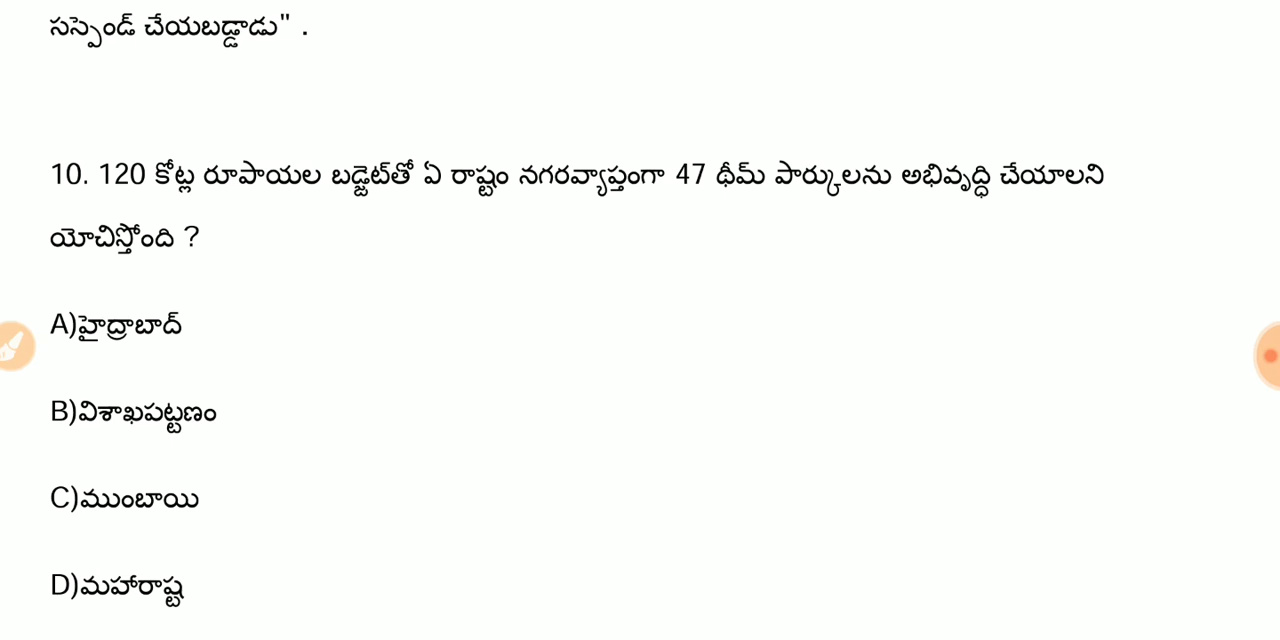 సస్పెండ్ చేయబడ్డాడు" .
10. 120 కోట్ల రూపాయల బడ్జెట్‌తో ఏ రాష్టం నగరవ్యాప్తంగా 47 థీమ్ పార్కులను అభివృద్ధి చేయాలని
యోచిస్తోంది ?
A)హైద్రాబాద్
B)విశాఖపట్టణం
C)ముంబాయి
D)మహారాష్ట